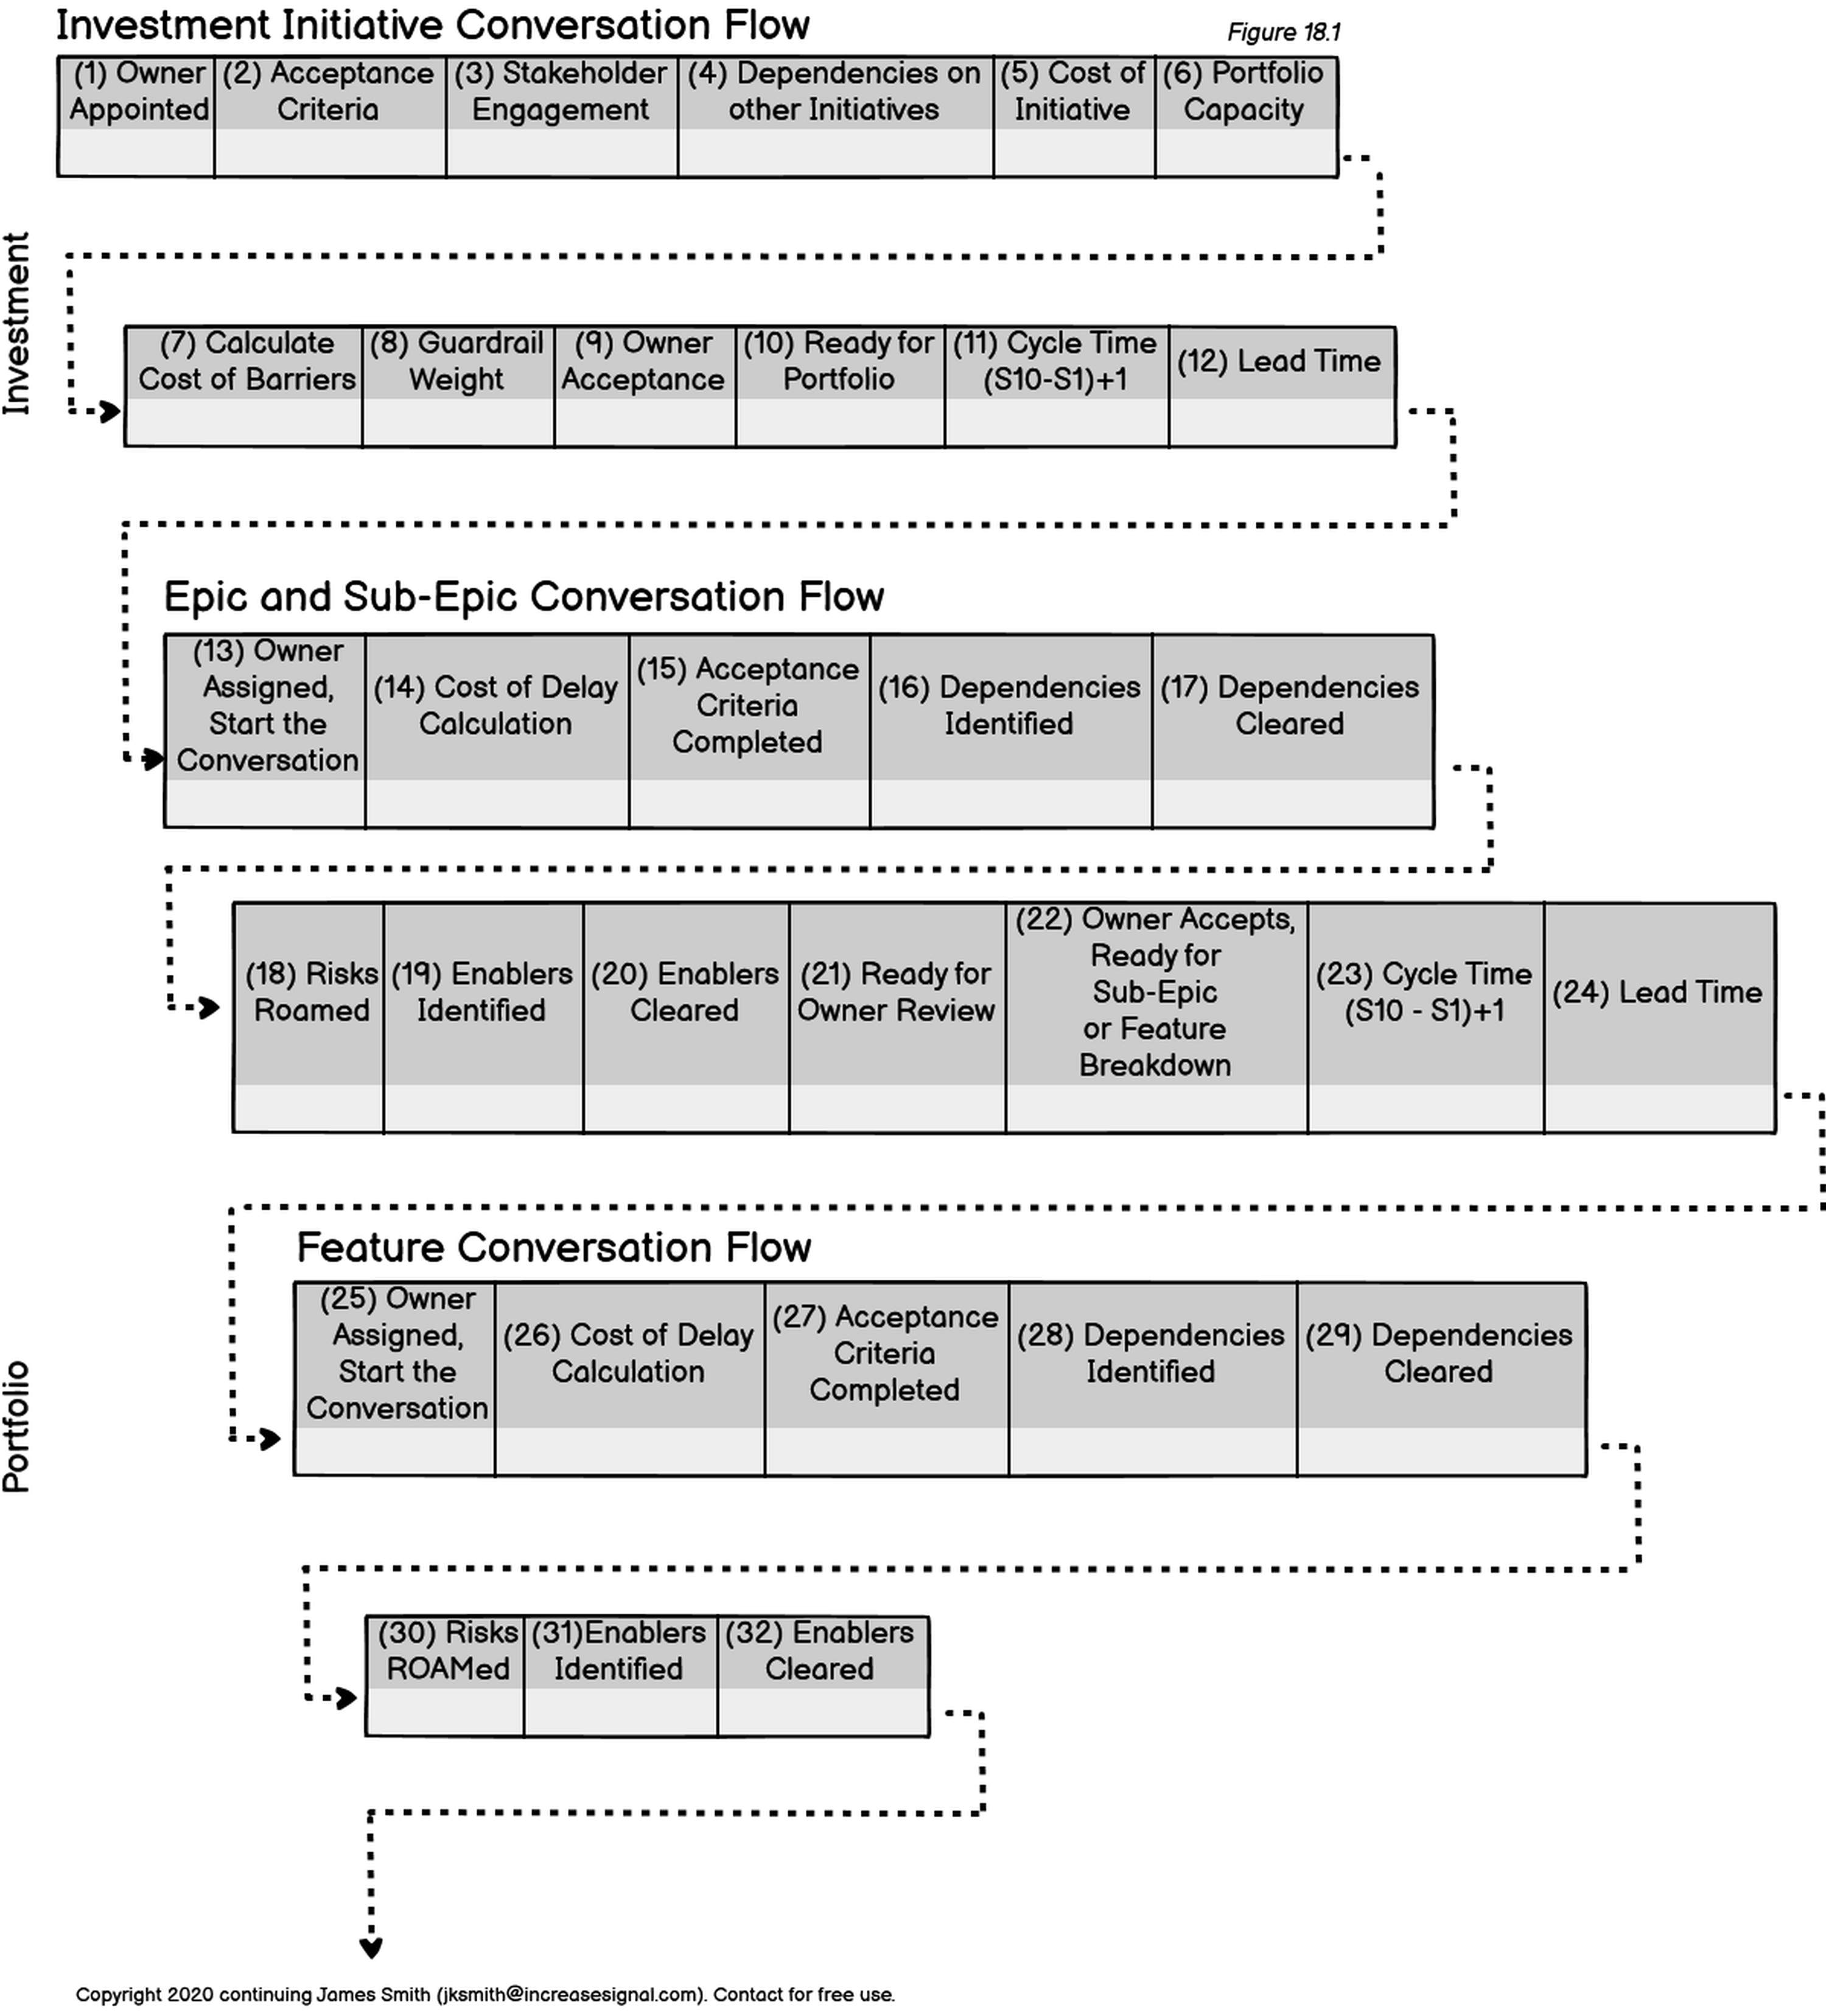 Investment Initiative Conversation Flow
Figure 18.1
(1) Owner
Appointed
(2) Acceptance
Criteria
(3) Stakeholder
Engagement
(4) Dependencies on
other Initiatives
(5) Cost of
Initiative
(6) Portfolio
Capacity
Investment
(7) Calculate
Cost of Barriers
(8) Guardrail
Weight
(9) Owner
Acceptance
(10) Ready for
Portfolio
(11) Cycle Time
(S10-S1)+1
(12) Lead Time
Epic and Sub-Epic Conversation Flow
(13) Owner
Assigned,
Start the
Conversation
(14) Cost of Delay
Calculation
(15) Acceptance
Criteria
Completed
(16) Dependencies
Identified
(17) Dependencies
Cleared
(18) Risks
Roamed
(19) Enablers
Identified
(20) Enablers
Cleared
(21) Ready for
Owner Review
(22) Owner Accepts,
Ready for
Sub-Epic
or Feature
Breakdown
(23) Cycle Time
(S10 - S1)+1
(24) Lead Time
Portfolio
Feature Conversation Flow
(25) Owner
Assigned,
Start the
Conversation
(26) Cost of Delay
Calculation
(27) Acceptance
Criteria
Completed
(28) Dependencies
Identified
(29) Dependencies
Cleared
(30) Risks
ROAMed
(31)Enablers
Identified
(32) Enablers
Cleared
Copyright 2020 continuing James Smith (jksmith@increasesignal.com). Contact for free use.